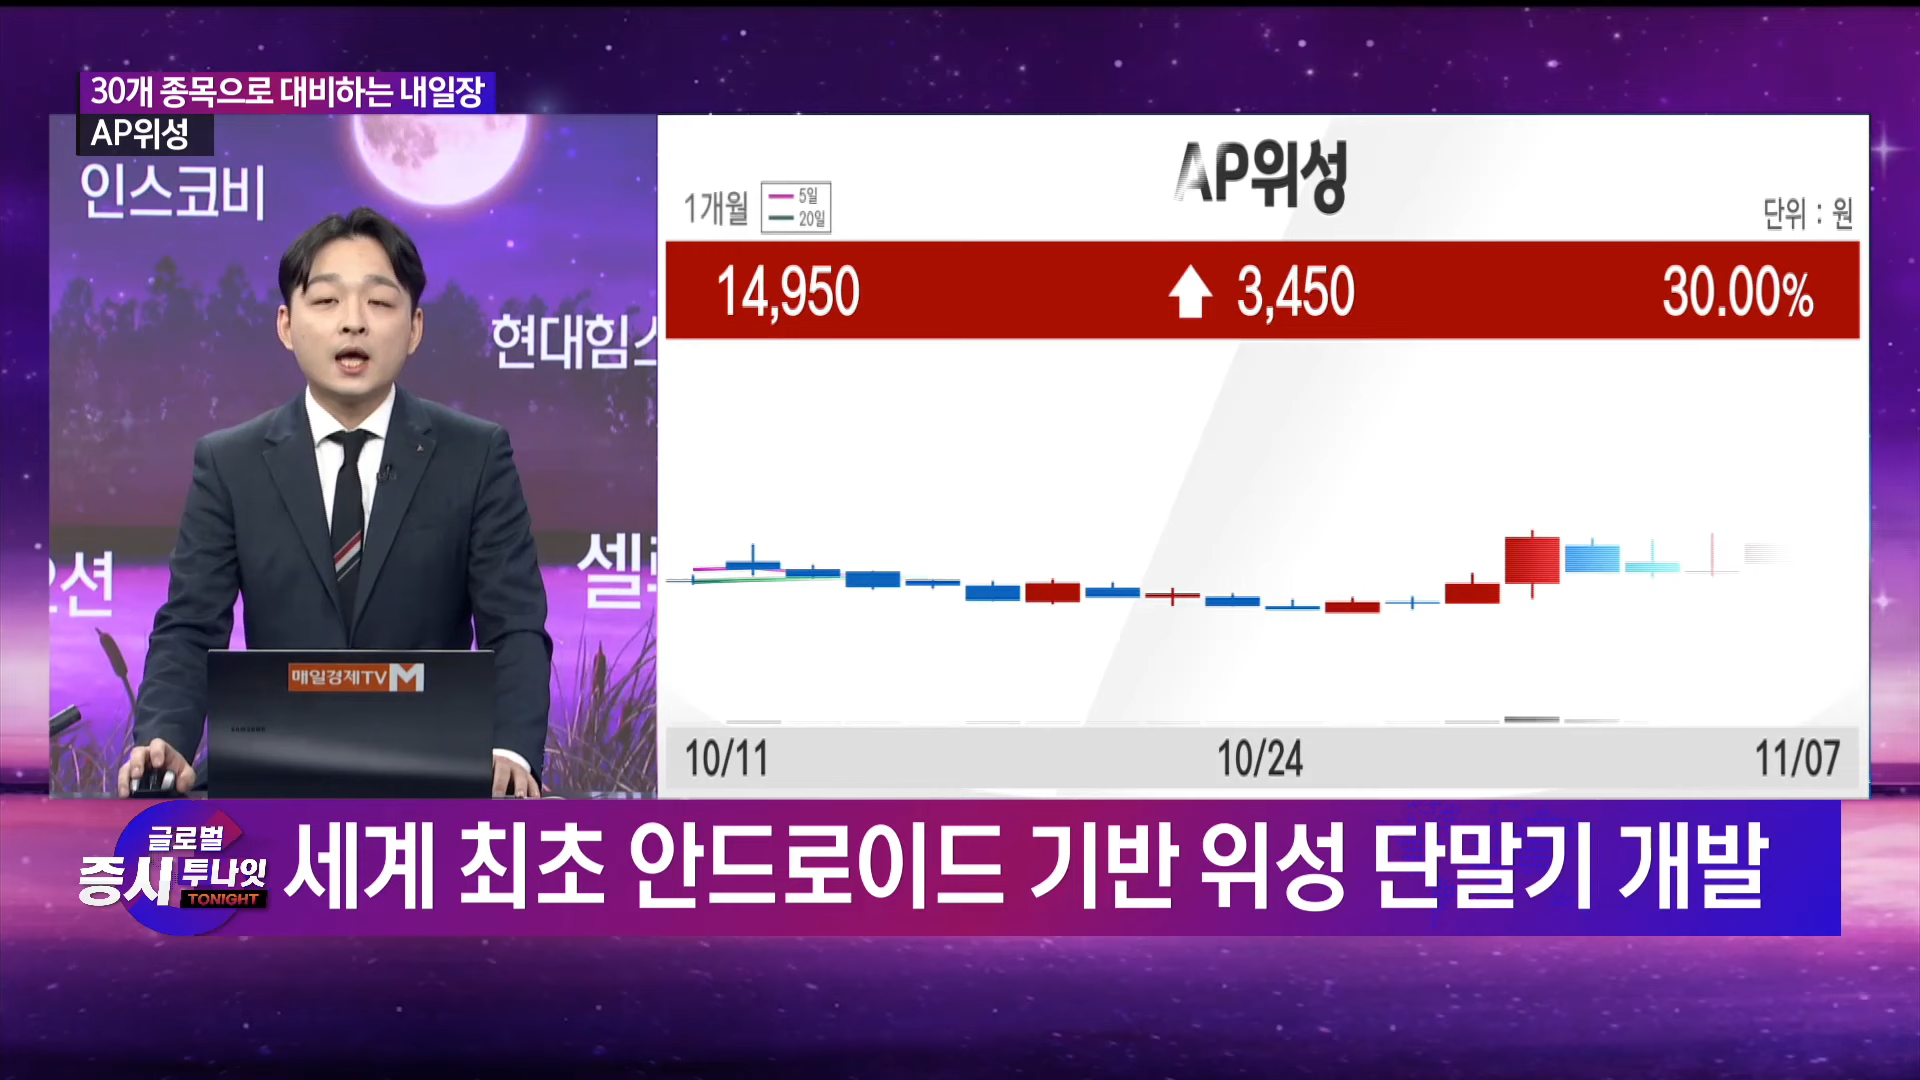 30개 종목으로 대비하는 내일장
AP위성
인스코비
현대힘스
오션
매일경제TV M
SAMSUNG
AP위성
1개월
5일
20일
단위 : 원
14,950 3,450 30.00%
10/11 10/24 11/07
글로벌
증시 투나잇
TONIGHT
세계 최초 안드로이드 기반 위성 단말기 개발